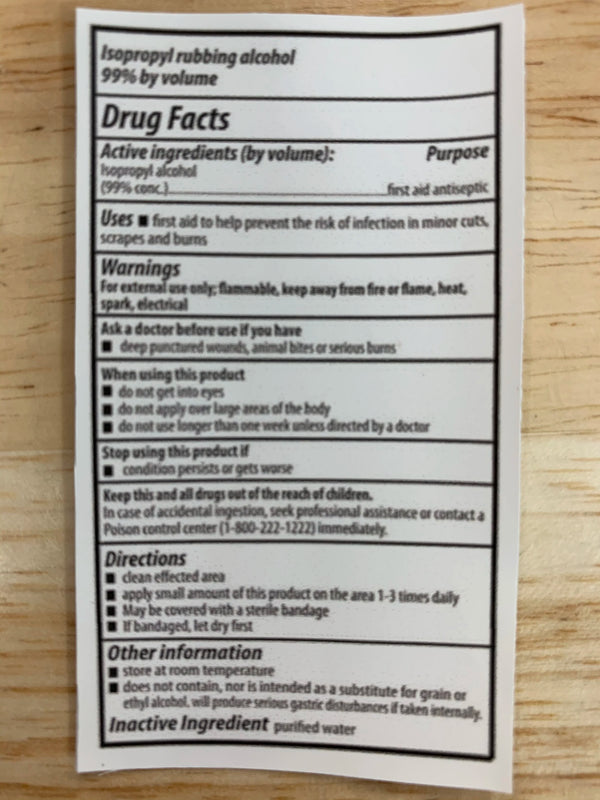 Isopropyl rubbing alcohol
99% by volume
Drug Facts
Active ingredients (by volume): Purpose
Isopropyl alcohol
(99% conc.) first aid antiseptic
Uses ■ first aid to help prevent the risk of infection in minor cuts,
scrapes and burns
Warnings
For external use only; flammable, keep away from fire or flame, heat,
spark, electrical
Ask a doctor before use if you have
■ deep punctured wounds, animal bites or serious burns
When using this product
■ do not get into eyes
■ do not apply over large areas of the body
■ do not use longer than one week unless directed by a doctor
Stop using this product if
■ condition persists or gets worse
Keep this and all drugs out of the reach of children.
In case of accidental ingestion, seek professional assistance or contact a
Poison control center (1-800-222-1222) immediately.
Directions
■ clean effected area
■ apply small amount of this product on the area 1-3 times daily
■ May be covered with a sterile bandage
■ If bandaged, let dry first
Other information
■ store at room temperature
■ does not contain, nor is intended as a substitute for grain or
ethyl alcohol, will produce serious gastric disturbances if taken internally.
Inactive Ingredient purified water